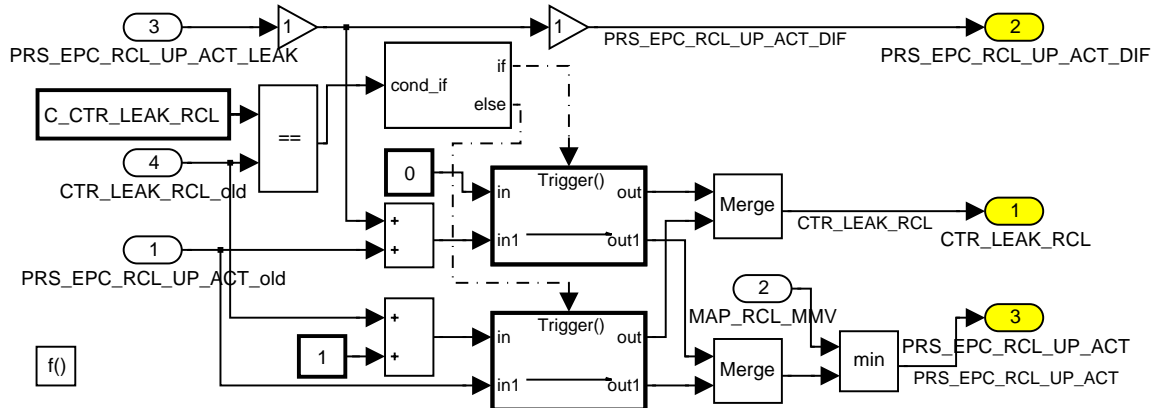 3
1
1
2
PRS_EPC_RCL_UP_ACT_LEAK
PRS_EPC_RCL_UP_ACT_DIF
PRS_EPC_RCL_UP_ACT_DIF
cond_if
if
else
C_CTR_LEAK_RCL
==
4
CTR_LEAK_RCL_old
0
in
Trigger()
out
in1
out1
Merge
CTR_LEAK_RCL
1
CTR_LEAK_RCL
+
+
1
PRS_EPC_RCL_UP_ACT_old
2
MAP_RCL_MMV
+
+
1
in
Trigger()
out
in1
out1
Merge
min
3
PRS_EPC_RCL_UP_ACT
PRS_EPC_RCL_UP_ACT
f()